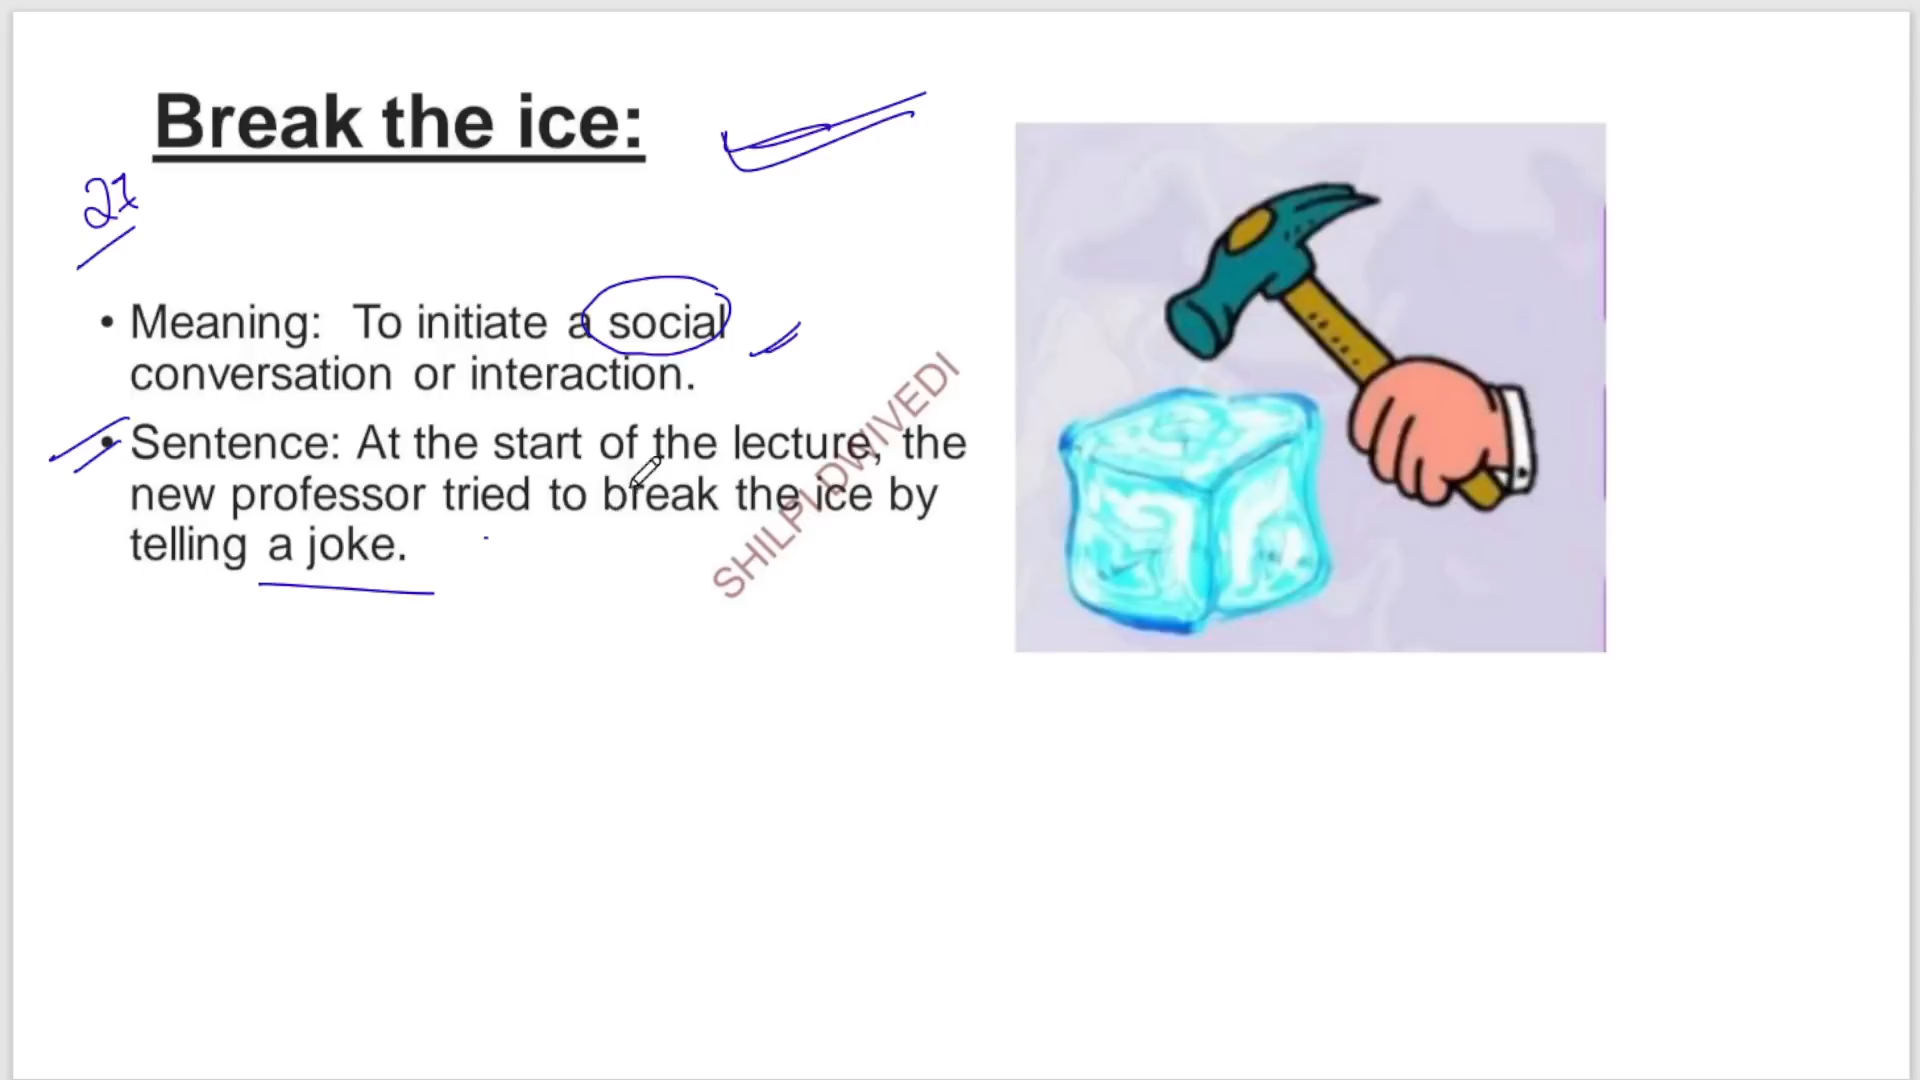 Break the ice:
21
• Meaning: To initiate a social
conversation or interaction.
• Sentence: At the start of the lecture, the
new professor tried to break the ice by
telling a joke.
SHILPI DWIVEDI